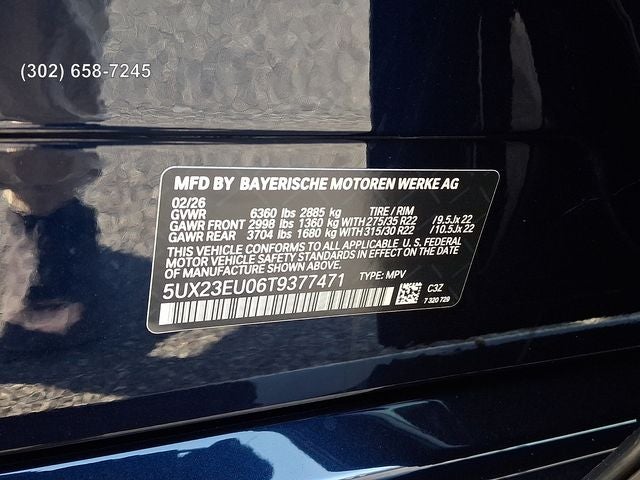 (302) 658-7245
MFD BY BAYERISCHE MOTOREN WERKE AG
02/26
GVWR 6360 lbs 2885 kg TIRE / RIM
GAWR FRONT 2998 lbs 1360 kg WITH 275/35 R22 / 9.5Jx 22
GAWR REAR 3704 lbs 1680 kg WITH 315/30 R22 / 10.5Jx 22
THIS VEHICLE CONFORMS TO ALL APPLICABLE U. S. FEDERAL
MOTOR VEHICLE SAFETY STANDARDS IN EFFECT ON THE DATE
OF MANUFACTURE SHOWN ABOVE.
5UX23EU06T9377471 TYPE: MPV
C3Z
7 320 729